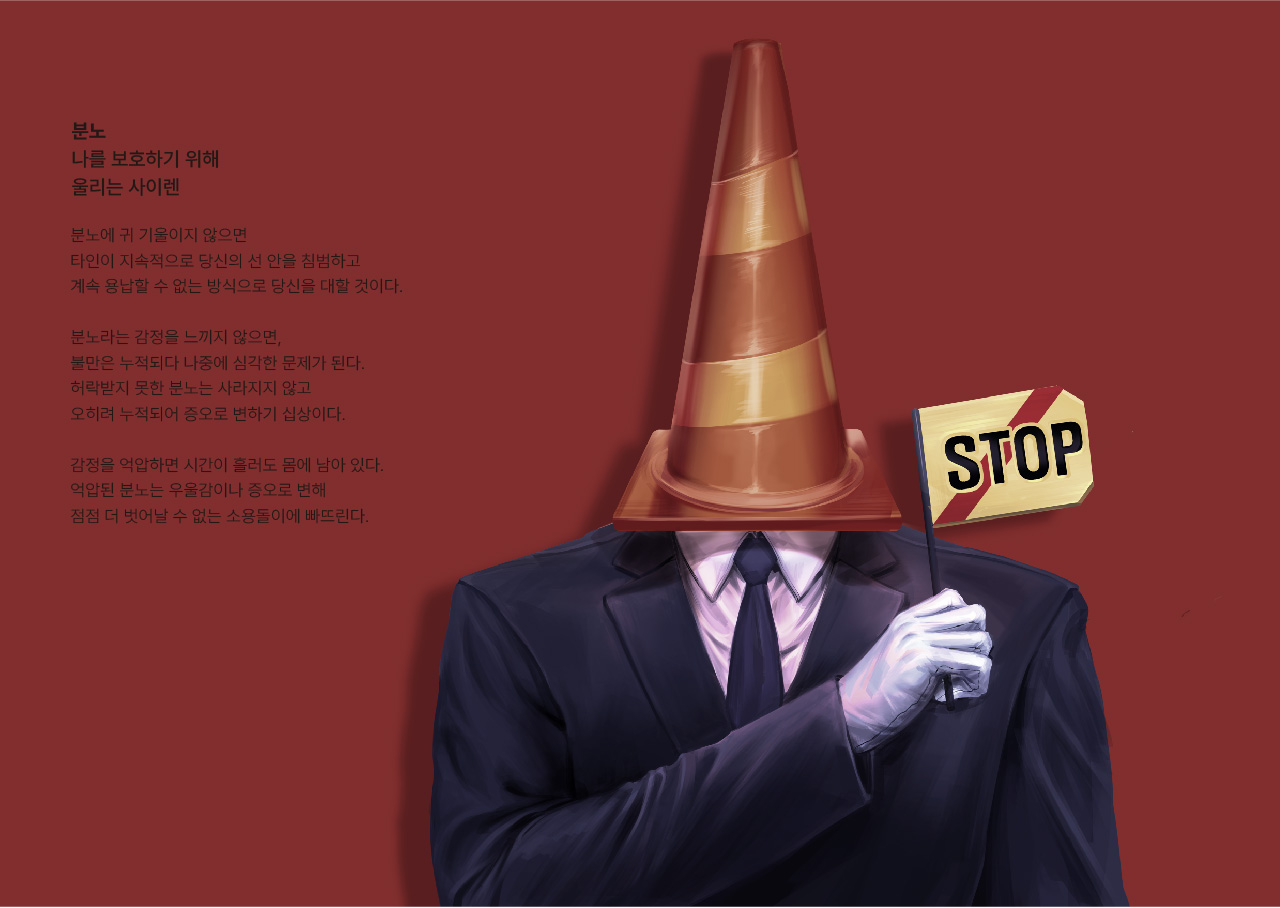 분노
나를 보호하기 위해
울리는 사이렌
분노에 귀 기울이지 않으면
타인이 지속적으로 당신의 선 안을 침범하고
계속 용납할 수 없는 방식으로 당신을 대할 것이다.
분노라는 감정을 느끼지 않으면,
불만은 누적되다 나중에 심각한 문제가 된다.
허락받지 못한 분노는 사라지지 않고
오히려 누적되어 증오로 변하기 십상이다.
감정을 억압하면 시간이 흘러도 몸에 남아 있다.
억압된 분노는 우울감이나 증오로 변해
점점 더 벗어날 수 없는 소용돌이에 빠뜨린다.
STOP